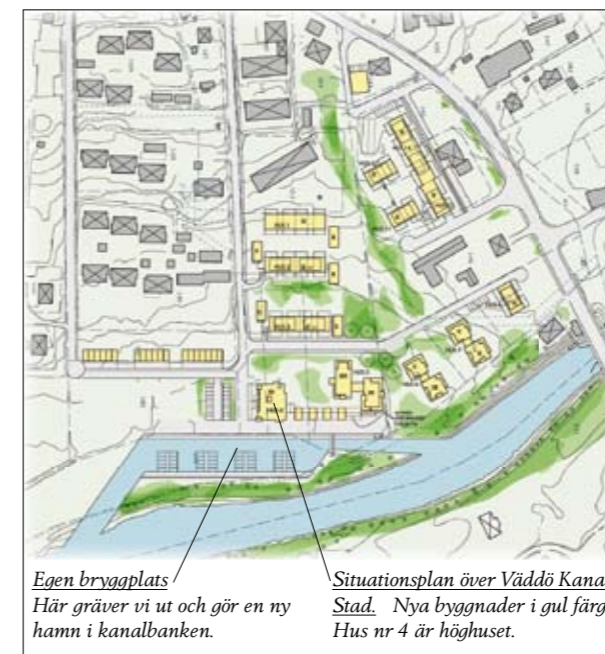 Egen bryggplats
Här gräver vi ut och gör en ny
hamn i kanalbanken.
Situationsplan över Väddö Kana
Stad. Nya byggnader i gul färg
Hus nr 4 är höghuset.